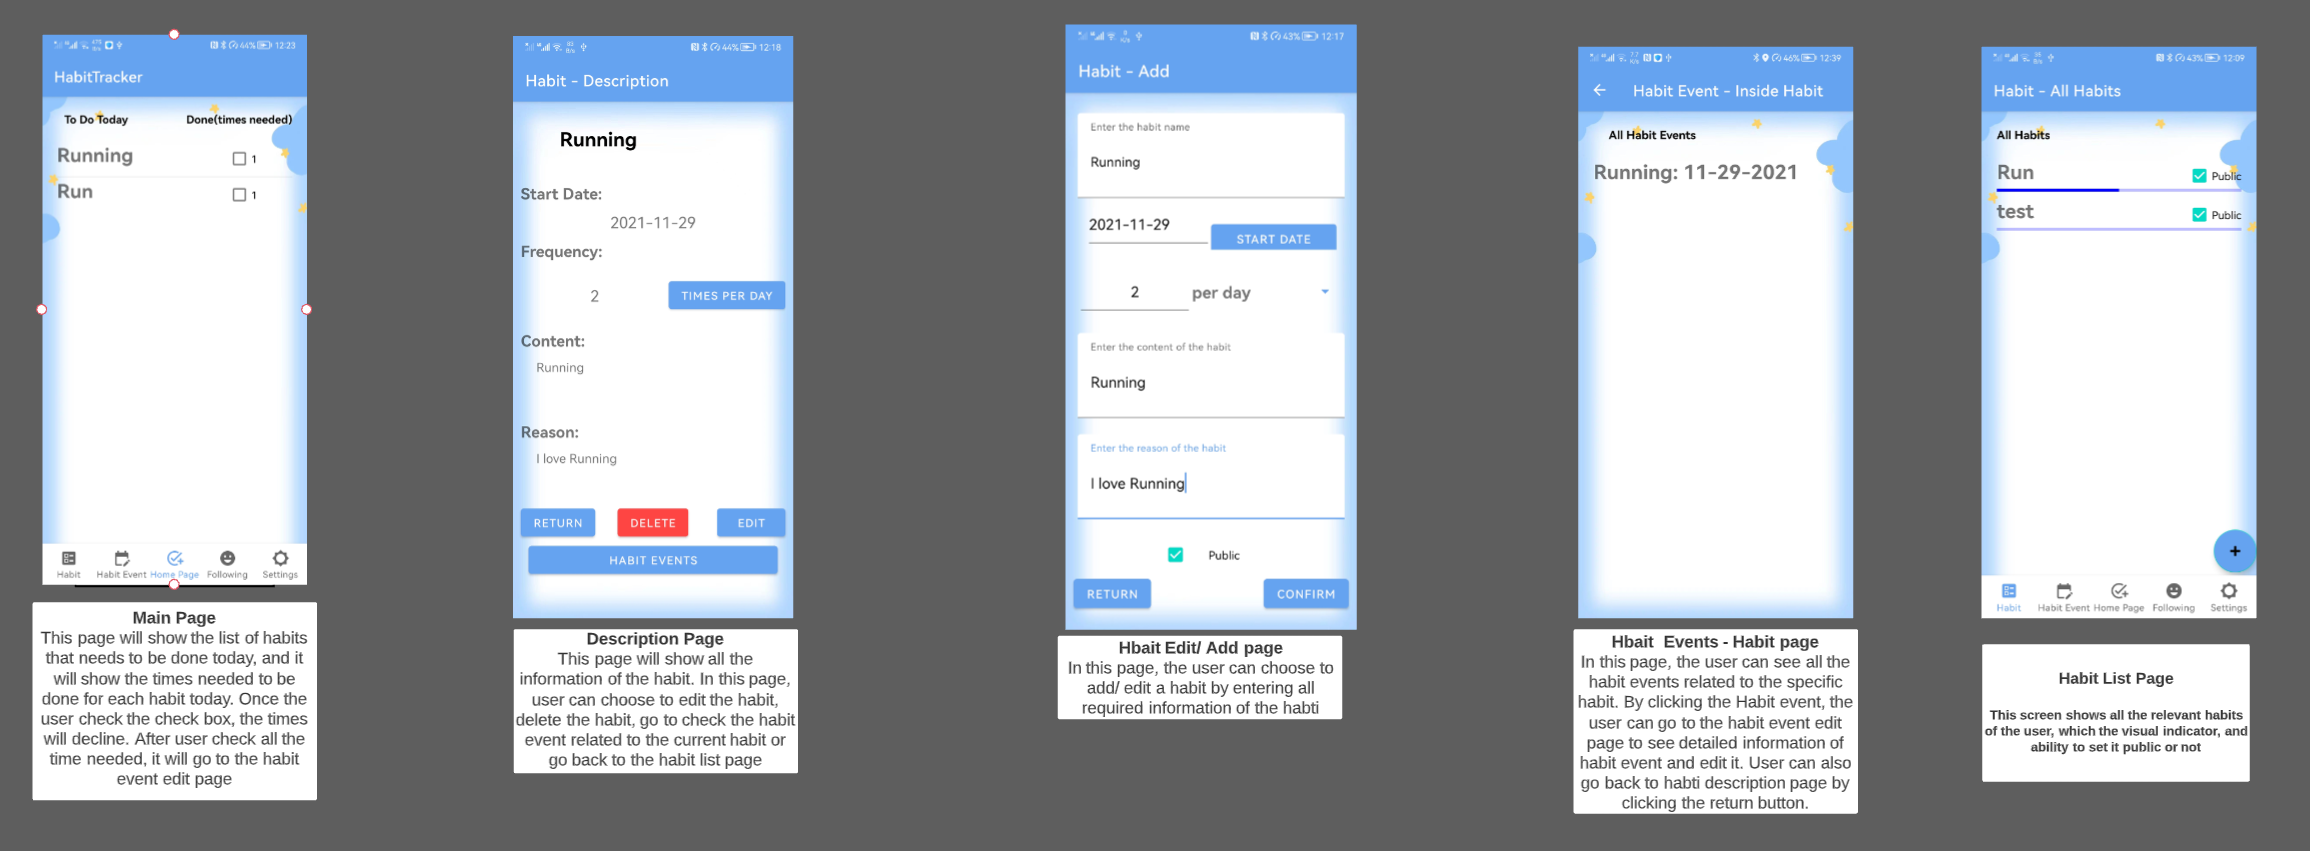 44% 12:23
HabitTracker
To Do Today
Done(times needed)
Running
1
Run
1
Habit
Habit Event
Home Page
Following
Settings
Main Page
This page will show the list of habits
that needs to be done today, and it
will show the times needed to be
done for each habit today. Once the
user check the check box, the times
will decline. After user check all the
time needed, it will go to the habit
event edit page
44% 12:18
Habit - Description
Running
Start Date:
2021-11-29
Frequency:
2
TIMES PER DAY
Content:
Running
Reason:
I love Running
RETURN
DELETE
EDIT
HABIT EVENTS
Description Page
This page will show all the
information of the habit. In this page,
user can choose to edit the habit,
delete the habit, go to check the habit
event related to the current habit or
go back to the habit list page
43% 12:17
Habit - Add
Enter the habit name
Running
2021-11-29
START DATE
2
per day
Enter the content of the habit
Running
Enter the reason of the habit
I love Running
Public
RETURN
CONFIRM
Hbait Edit/ Add page
In this page, the user can choose to
add/ edit a habit by entering all
required information of the habti
46% 12:39
Habit Event - Inside Habit
All Habit Events
Running: 11-29-2021
Hbait Events - Habit page
In this page, the user can see all the
habit events related to the specific
habit. By clicking the Habit event, the
user can go to the habit event edit
page to see detailed information of
habit event and edit it. User can also
go back to habti description page by
clicking the return button.
43% 12:09
Habit - All Habits
All Habits
Run
Public
test
Public
+
Habit
Habit Event
Home Page
Following
Settings
Habit List Page
This screen shows all the relevant habits
of the user, which the visual indicator, and
ability to set it public or not